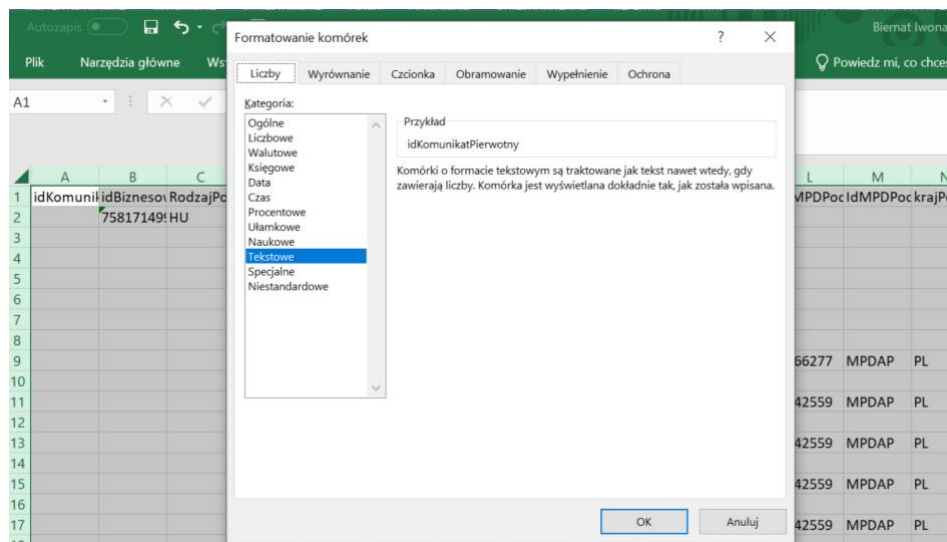 Autozapis
Biernat Iwona
Plik Narzędzia główne Ws
Powiedz mi, co chces
A1
Formatowanie komórek ? ×
Liczby Wyrównanie Czcionka Obramowanie Wypełnienie Ochrona
Kategoria:
Ogólne
Liczbowe
Walutowe
Księgowe
Data
Czas
Procentowe
Ułamkowe
Naukowe
Tekstowe
Specjalne
Niestandardowe
Przykład
idKomunikatPierwotny
Komórki o formacie tekstowym są traktowane jak tekst nawet wtedy, gdy
zawierają liczby. Komórka jest wyświetlana dokładnie tak, jak została wpisana.
OK Anuluj
A B C L M N
1 idKomunil idBiznesov RodzajPo MPDPoc IdMPDPoc krajPo
2 758171499 HU
3
4
5
6
7
8
9 66277 MPDAP PL
10
11 42559 MPDAP PL
12
13 42559 MPDAP PL
14
15 42559 MPDAP PL
16
17 42559 MPDAP PL